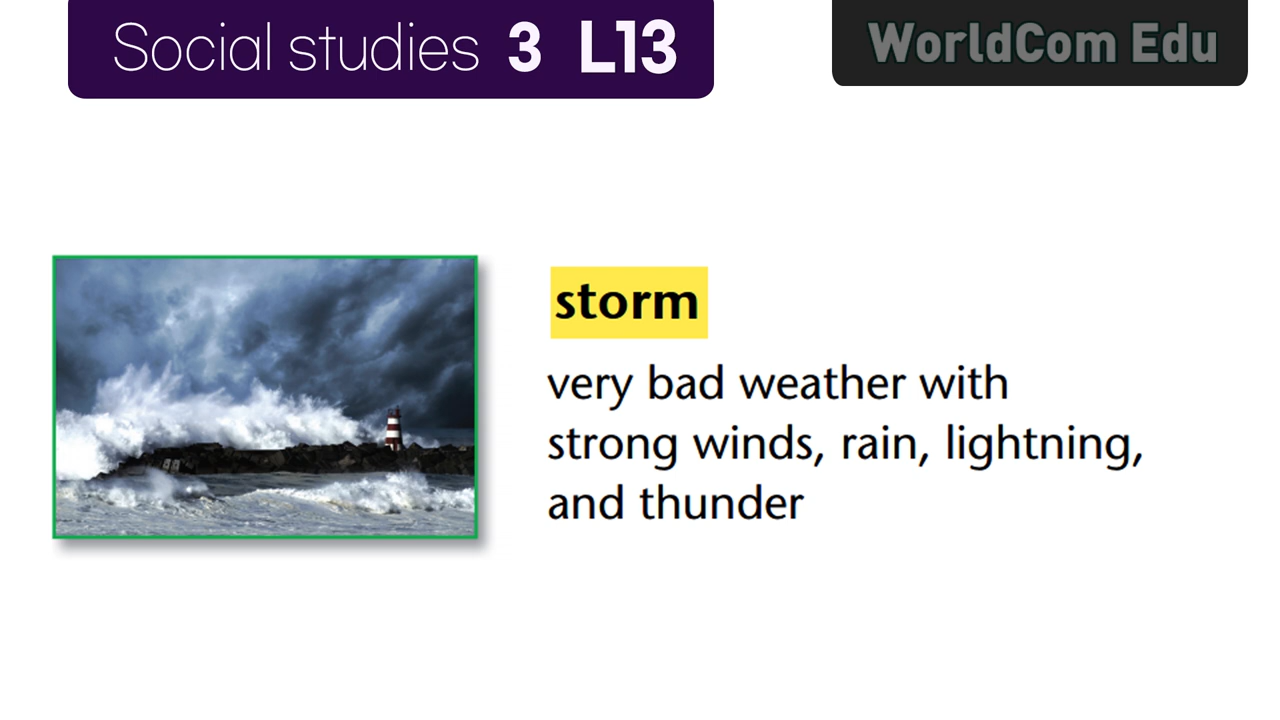 Social studies 3 L13
WorldCom Edu
storm
very bad weather with
strong winds, rain, lightning,
and thunder